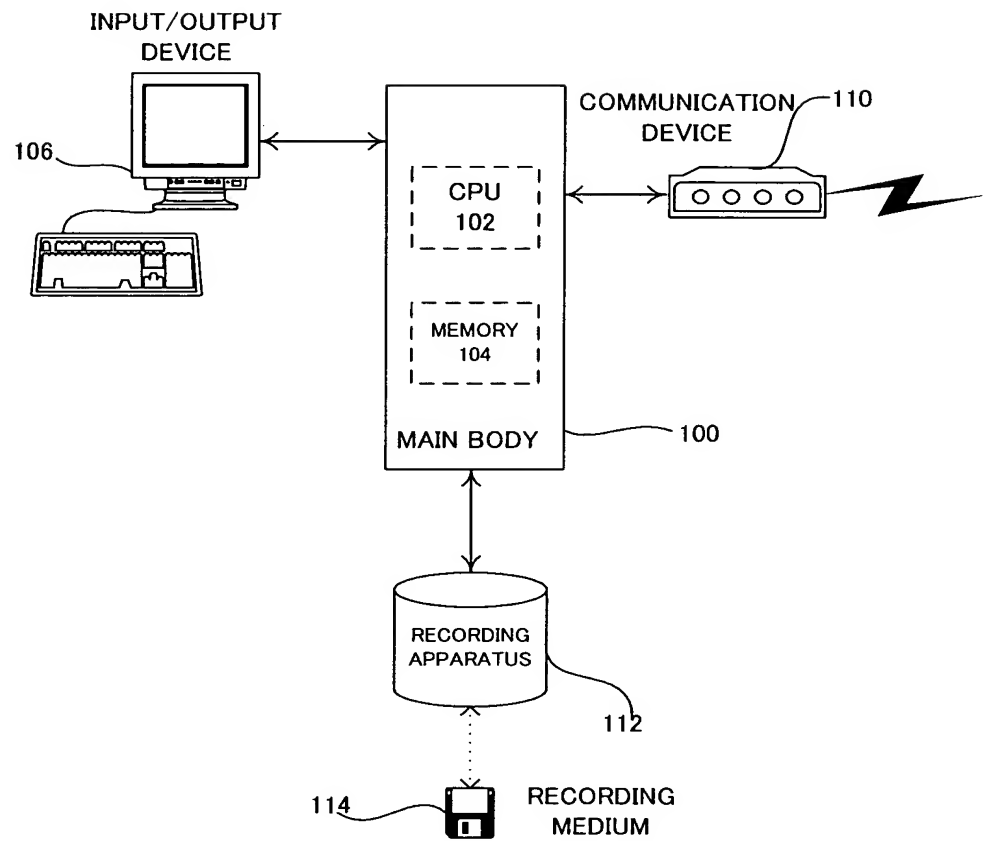 INPUT/OUTPUT
DEVICE
106
COMMUNICATION
DEVICE
110
CPU
102
MEMORY
104
MAIN BODY
100
RECORDING
APPARATUS
112
114
RECORDING
MEDIUM